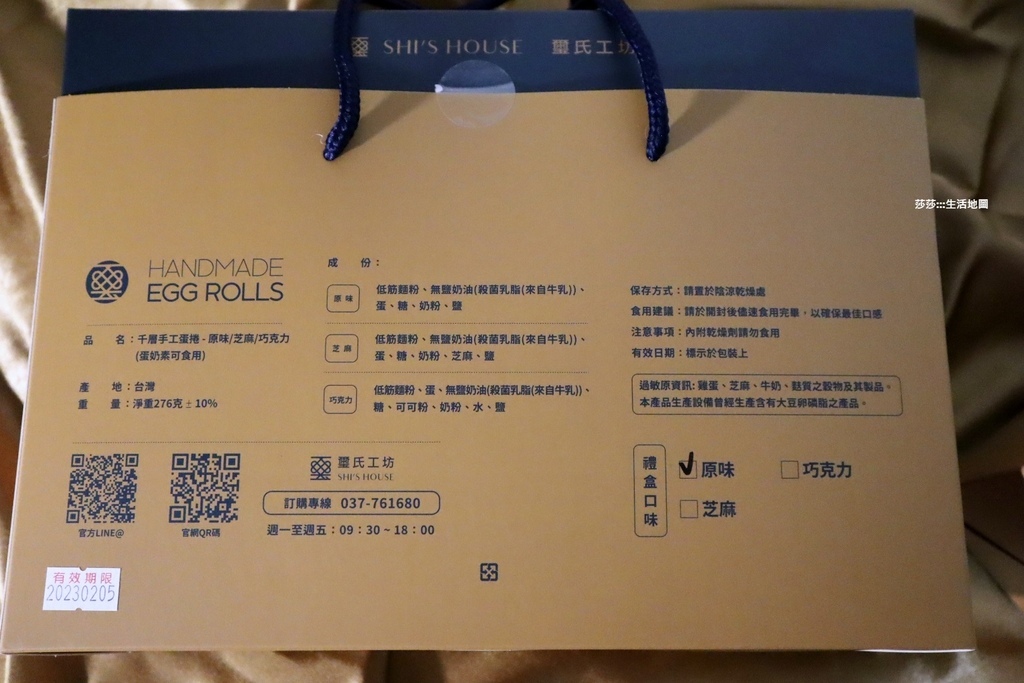 SHI'S HOUSE 璽氏工坊
莎莎:::生活地圖
HANDMADE
EGG ROLLS
品 名：千層手工蛋捲 - 原味/芝麻/巧克力
(蛋奶素可食用)
產 地：台灣
重 量：淨重276克 ± 10%
成 份：
原味
低筋麵粉、無鹽奶油(殺菌乳脂(來自牛乳))、
蛋、糖、奶粉、鹽
芝麻
低筋麵粉、無鹽奶油(殺菌乳脂(來自牛乳))、
蛋、糖、奶粉、芝麻、鹽
巧克力
低筋麵粉、蛋、無鹽奶油(殺菌乳脂(來自牛乳))、
糖、可可粉、奶粉、水、鹽
保存方式：請置於陰涼乾燥處
食用建議：請於開封後儘速食用完畢，以確保最佳口感
注意事項：內附乾燥劑請勿食用
有效日期：標示於包裝上
過敏原資訊: 雞蛋、芝麻、牛奶、麩質之穀物及其製品。
本產品生產設備曾經生產含有大豆卵磷脂之產品。
官方LINE@
官網QR碼
璽氏工坊
SHI'S HOUSE
訂購專線 037-761680
週一至週五：09：30 ~ 18：00
禮盒口味
原味
巧克力
芝麻
有效期限
20230205